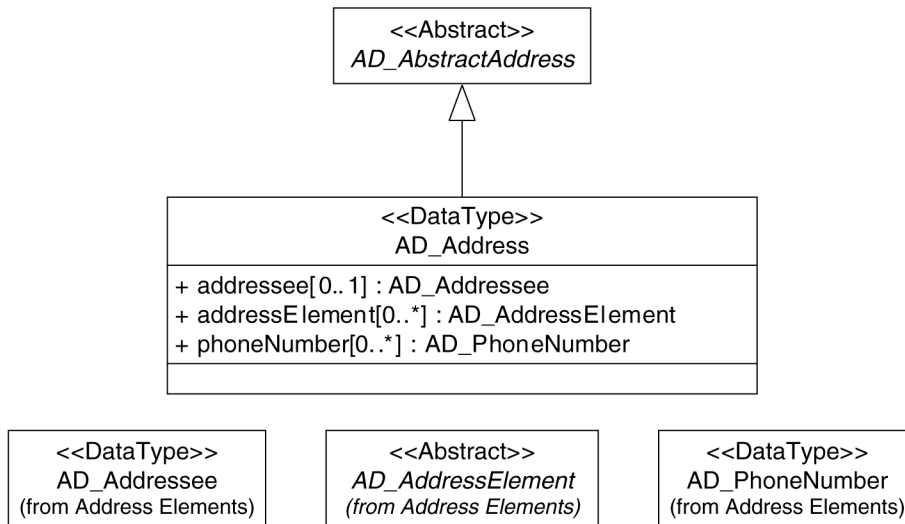 <<Abstract>>
AD_AbstractAddress
<<DataType>>
AD_Address
+ addressee[0..1] : AD_Addressee
+ addressElement[0..*] : AD_AddressElement
+ phoneNumber[0..*] : AD_PhoneNumber
<<DataType>>
AD_Addressee
(from Address Elements)
<<Abstract>>
AD_AddressElement
(from Address Elements)
<<DataType>>
AD_PhoneNumber
(from Address Elements)